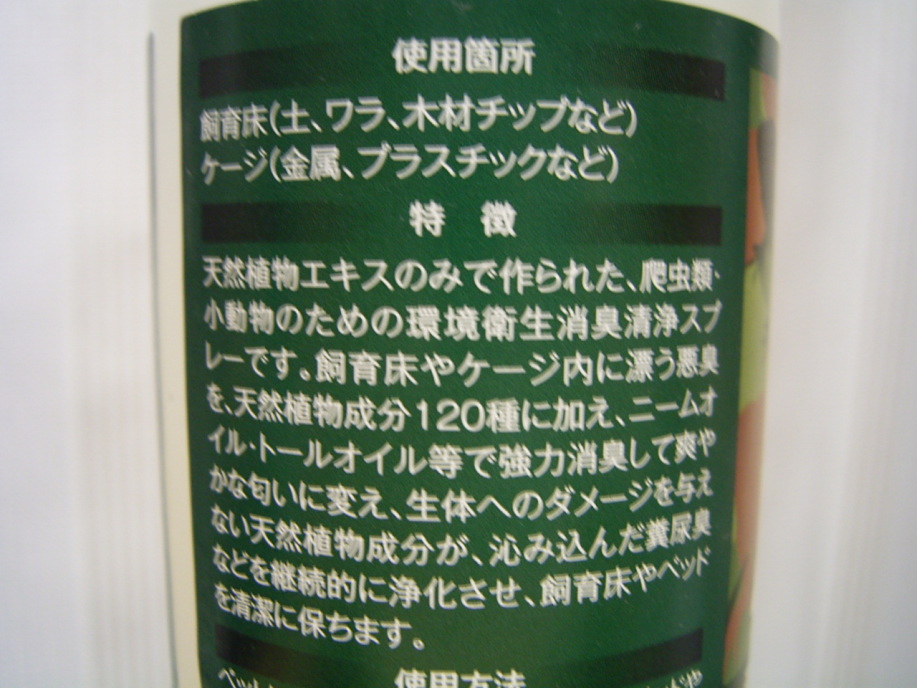 使用箇所
飼育床(土、ワラ、木材チップなど)
ケージ(金属、プラスチックなど)
特 徴
天然植物エキスのみで作られた、爬虫類・
小動物のための環境衛生消臭清浄スプ
レーです。飼育床やケージ内に漂う悪臭
を、天然植物成分120種に加え、ニームオ
イル・トールオイル等で強力消臭して爽や
かな匂いに変え、生体へのダメージを与え
ない天然植物成分が、沁み込んだ糞尿臭
などを継続的に浄化させ、飼育床やベッド
を清潔に保ちます。
使用方法